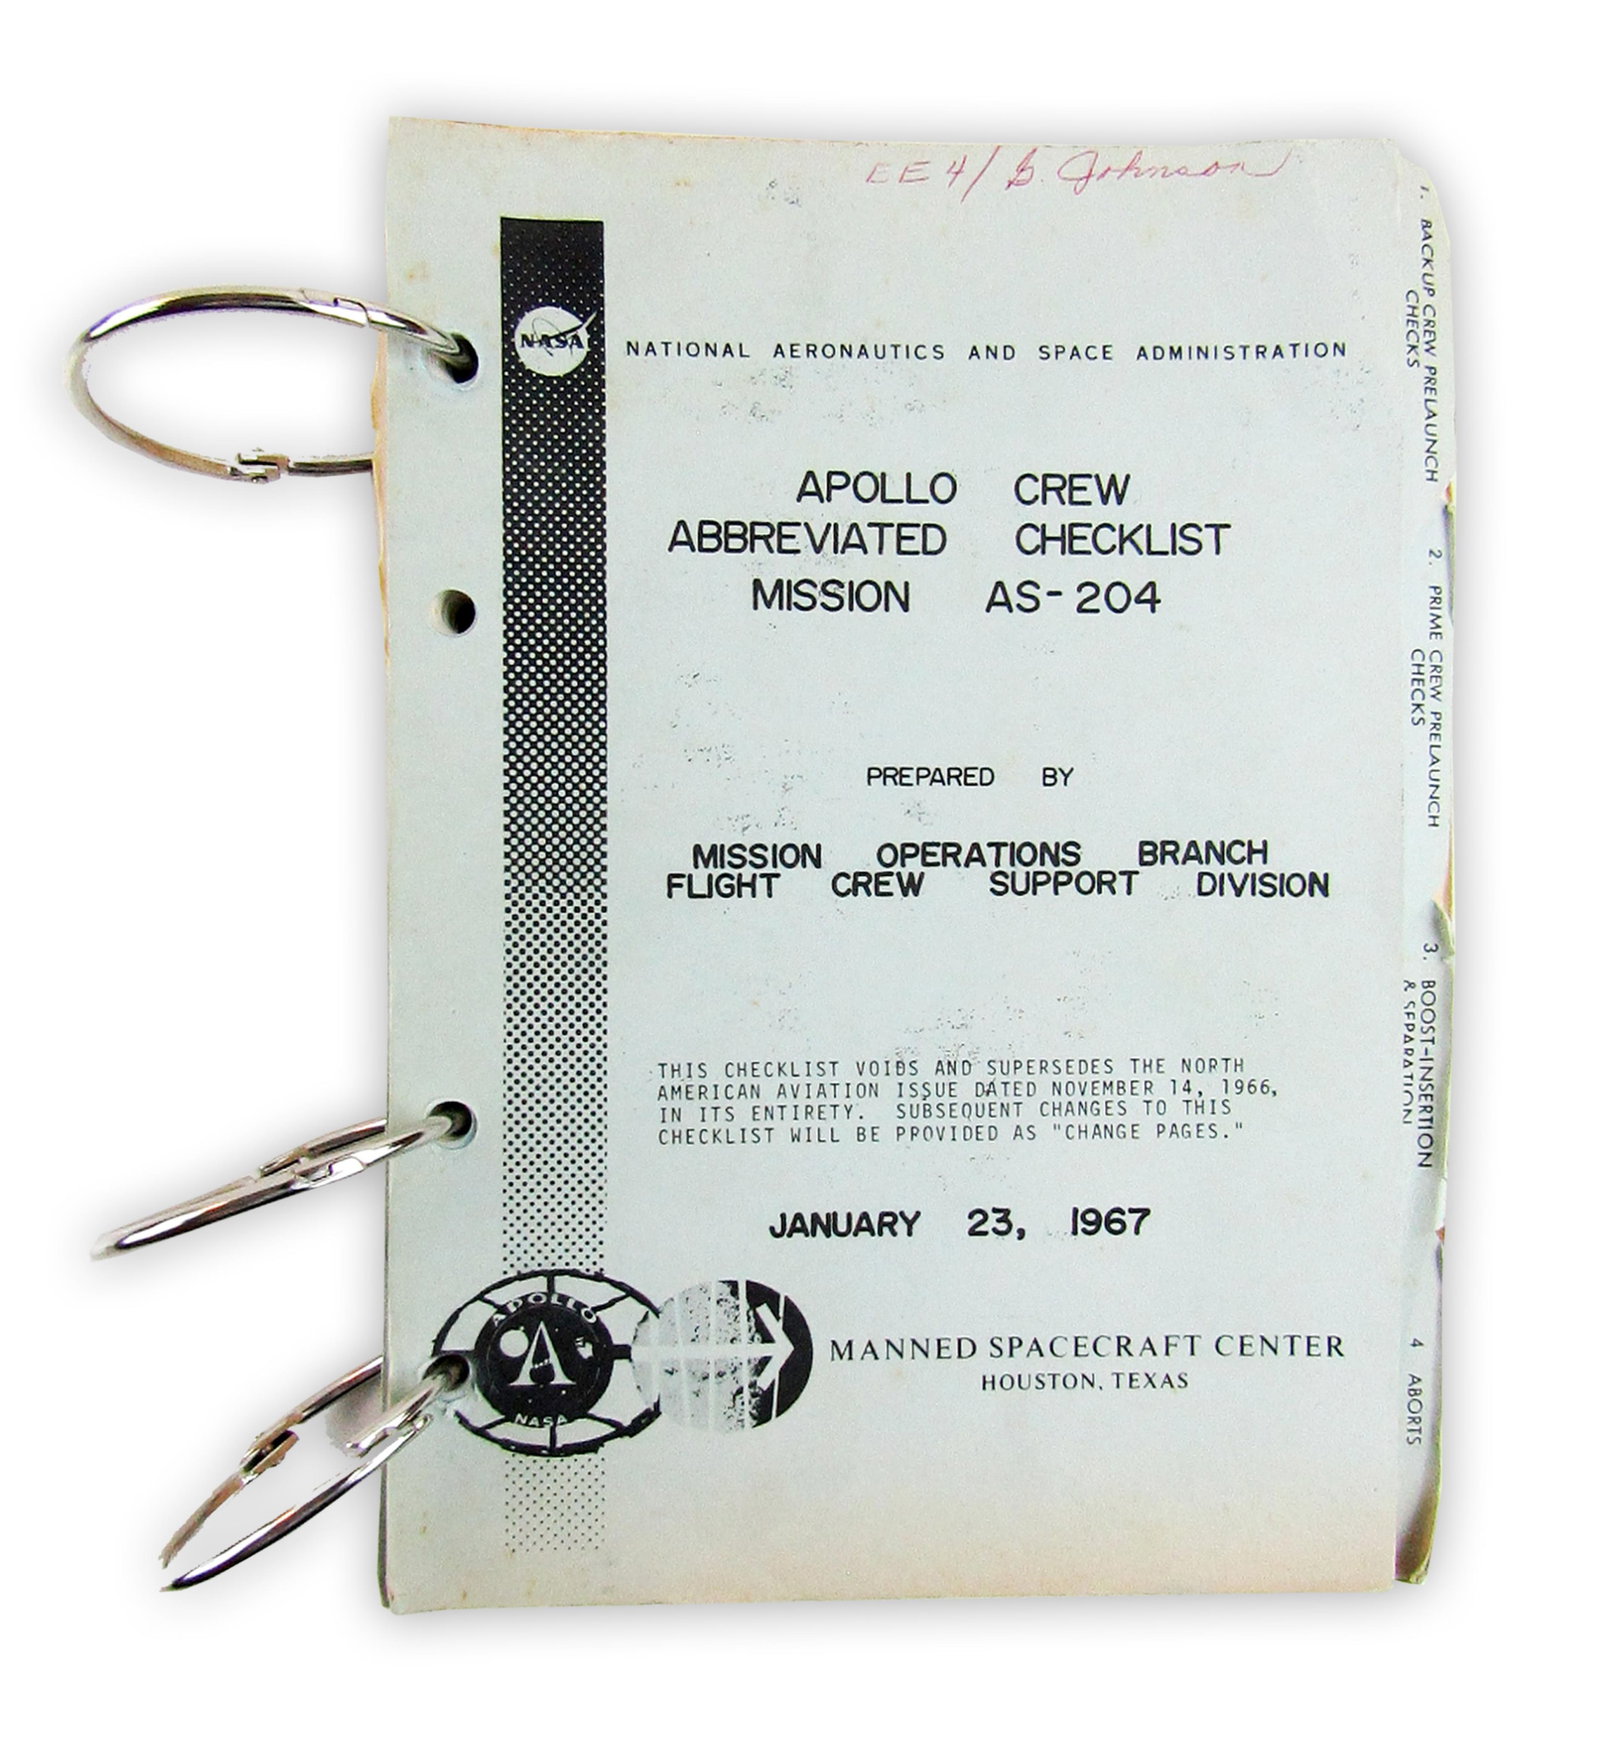 EE4/ G. Johnson
NASA
NATIONAL AERONAUTICS AND SPACE ADMINISTRATION
APOLLO CREW
ABBREVIATED CHECKLIST
MISSION AS-204
PREPARED BY
MISSION OPERATIONS BRANCH
FLIGHT CREW SUPPORT DIVISION
THIS CHECKLIST VOIDS AND SUPERSEDES THE NORTH
AMERICAN AVIATION ISSUE DATED NOVEMBER 14, 1966,
IN ITS ENTIRETY. SUBSEQUENT CHANGES TO THIS
CHECKLIST WILL BE PROVIDED AS "CHANGE PAGES."
JANUARY 23, 1967
APOLLO
NASA
MANNED SPACECRAFT CENTER
HOUSTON, TEXAS
1. BACKUP CREW PRELAUNCH
CHECKS
2. PRIME CREW PRELAUNCH
CHECKS
3. BOOST-INSERTION
& SEPARATION
4 ABORTS